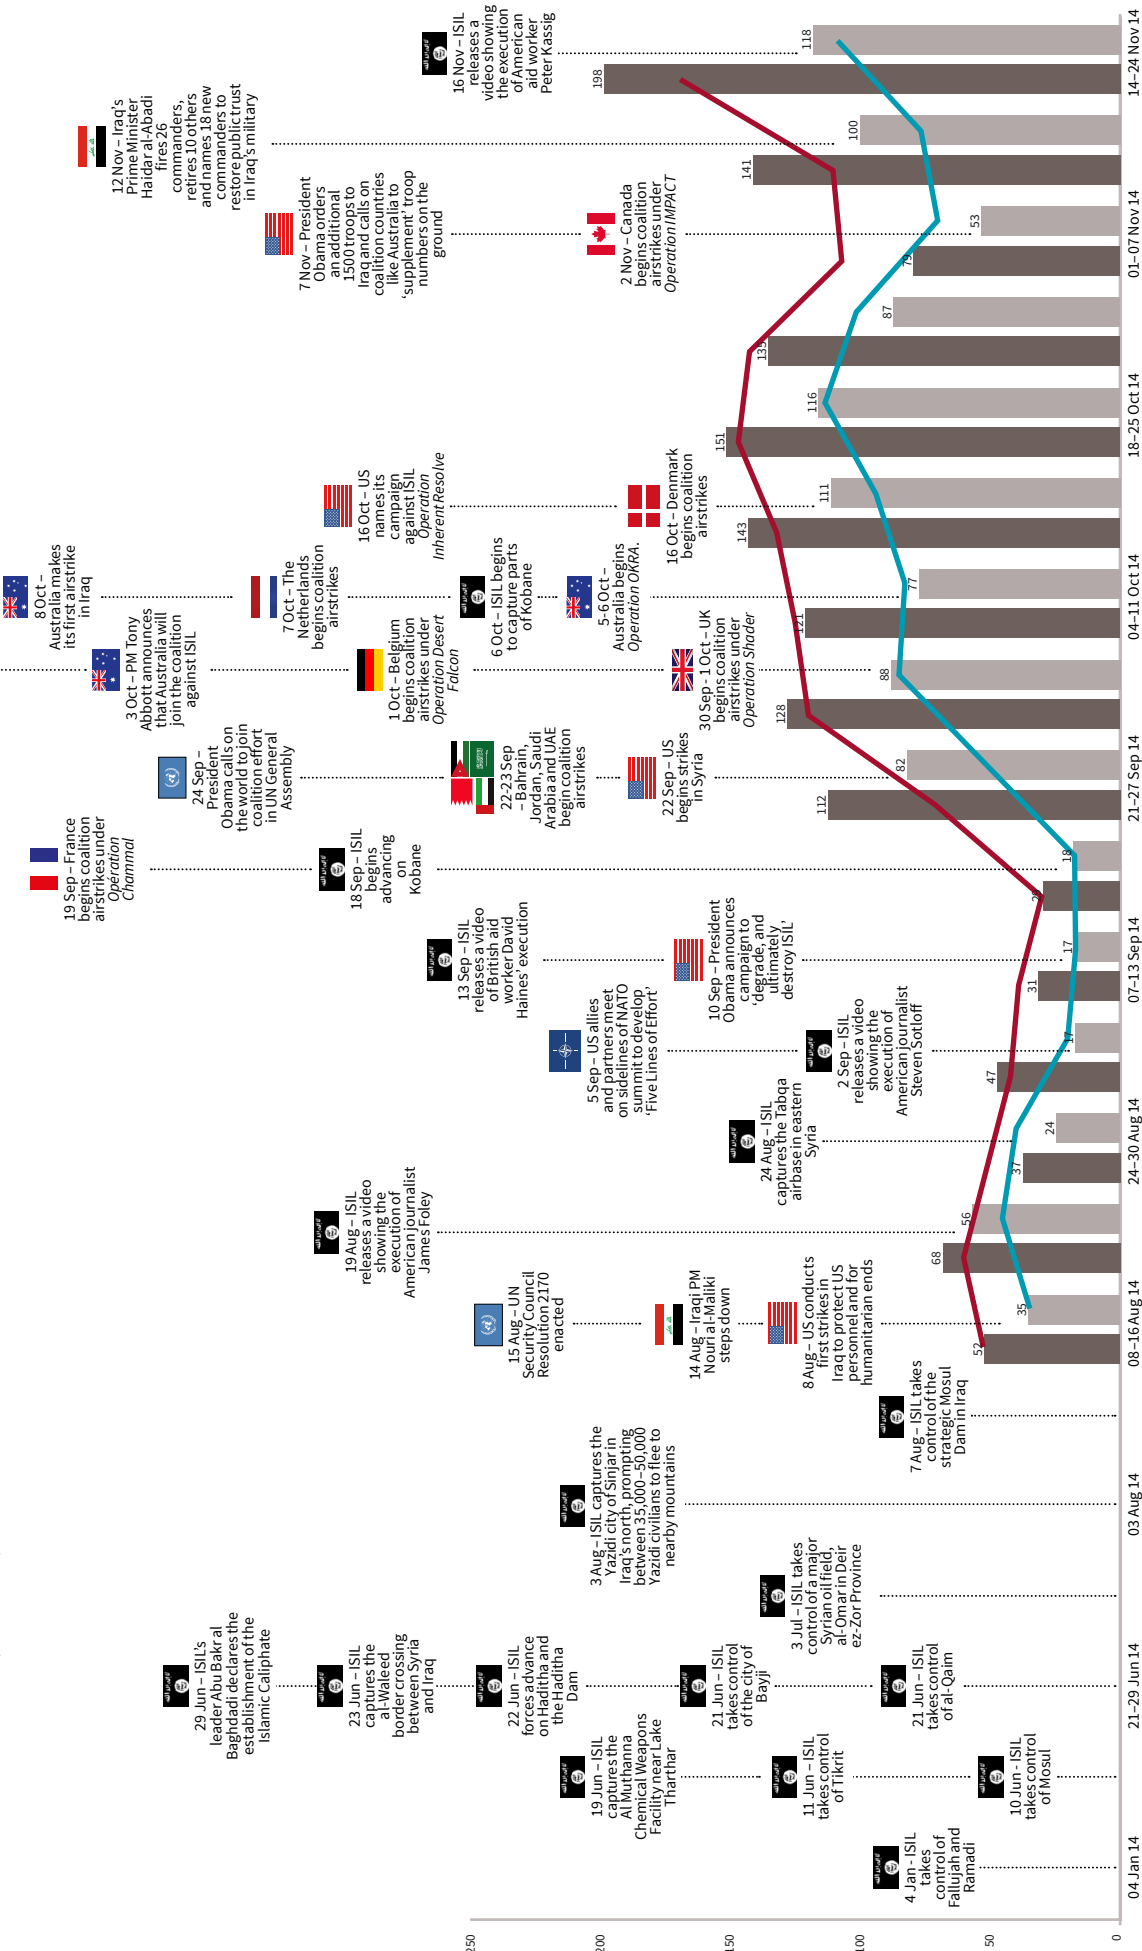 250
200
150
100
50
0
4 Jan - ISIL
takes
control of
Fallujah and
Ramadi
04 Jan 14
19 Jun – ISIL
captures the
Al Muthanna
Chemical Weapons
Facility near Lake
Tharthar
11 Jun – ISIL
takes control
of Tikrit
10 Jun - ISIL
takes control
of Mosul
29 Jun – ISIL's
leader Abu Bakr al
Baghdadi declares the
establishment of the
Islamic Caliphate
23 Jun – ISIL
captures the
al-Waleed
border crossing
between Syria
and Iraq
22 Jun – ISIL
forces advance
on Haditha and
the Haditha
Dam
21 Jun – ISIL
takes control
of the city of
Bayji
21 Jun – ISIL
takes control
of al-Qaim
21–29 Jun 14
3 Jul – ISIL takes
control of a major
Syrian oil field,
al-Omar in Deir
ez-Zor Province
3 Aug – ISIL captures the
Yazidi city of Sinjar in
Iraq's north, prompting
between 35,000–50,000
Yazidi civilians to flee to
nearby mountains
03 Aug 14
7 Aug – ISIL takes
control of the
strategic Mosul
Dam in Iraq
15 Aug – UN
Security Council
Resolution 2170
enacted
14 Aug – Iraqi PM
Nouri al-Maliki
steps down
8 Aug – US conducts
first strikes in
Iraq to protect US
personnel and for
humanitarian ends
52
35
08–16 Aug 14
19 Aug – ISIL
releases a video
showing the
execution of
American journalist
James Foley
68
56
24 Aug – ISIL
captures the Tabqa
airbase in eastern
Syria
37
24
24–30 Aug 14
5 Sep – US allies
and partners meet
on sidelines of NATO
summit to develop
‘Five Lines of Effort’
2 Sep – ISIL
releases a video
showing the
execution of
American journalist
Steven Sotloff
47
17
13 Sep – ISIL
releases a video
of British aid
worker David
Haines’ execution
10 Sep – President
Obama announces
campaign to
‘degrade, and
ultimately
destroy ISIL’
31
17
07–13 Sep 14
19 Sep – France
begins coalition
airstrikes under
Opération
Chammal
18 Sep – ISIL
begins
advancing
on
Kobane
18
24 Sep –
President
Obama calls on
the world to join
coalition effort
in UN General
Assembly
22-23 Sep
– Bahrain,
Jordan, Saudi
Arabia and UAE
begin coalition
airstrikes
22 Sep – US
begins strikes
in Syria
112
82
21–27 Sep 14
3 Oct – PM Tony
Abbott announces
that Australia will
join the coalition
against ISIL
1 Oct – Belgium
begins coalition
airstrikes under
Operation Desert
Falcon
30 Sep - 1 Oct – UK
begins coalition
airstrikes under
Operation Shader
128
88
8 Oct –
Australia makes
its first airstrike
in Iraq
7 Oct – The
Netherlands
begins coalition
airstrikes
6 Oct – ISIL begins
to capture parts
of Kobane
5-6 Oct –
Australia begins
Operation OKRA.
121
77
04–11 Oct 14
16 Oct – US
names its
campaign
against ISIL
Operation
Inherent Resolve
16 Oct – Denmark
begins coalition
airstrikes
143
111
151
116
18–25 Oct 14
135
87
7 Nov – President
Obama orders
an additional
1500 troops to
Iraq and calls on
coalition countries
like Australia to
‘supplement’ troop
numbers on the
ground
2 Nov – Canada
begins coalition
airstrikes under
Operation IMPACT
79
53
01–07 Nov 14
12 Nov – Iraq's
Prime Minister
Haidar al-Abadi
fires 26
commanders,
retires 10 others
and names 18 new
commanders to
restore public trust
in Iraq's military
141
100
16 Nov – ISIL
releases a
video showing
the execution
of American
aid worker
Peter Kassig
198
118
14–24 Nov 14